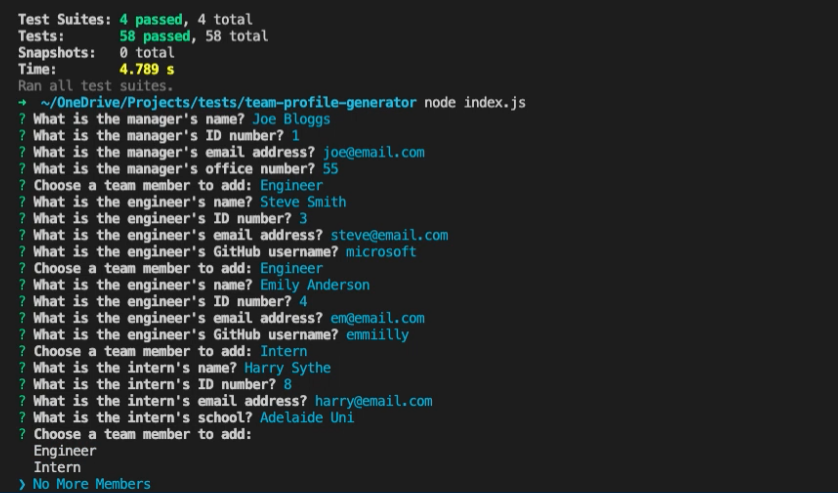 Test Suites: 4 passed, 4 total
Tests: 58 passed, 58 total
Snapshots: 0 total
Time: 4.789 s
Ran all test suites.
→ ~/OneDrive/Projects/tests/team-profile-generator node index.js
? What is the manager's name? Joe Bloggs
? What is the manager's ID number? 1
? What is the manager's email address? joe@email.com
? What is the manager's office number? 55
? Choose a team member to add: Engineer
? What is the engineer's name? Steve Smith
? What is the engineer's ID number? 3
? What is the engineer's email address? steve@email.com
? What is the engineer's GitHub username? microsoft
? Choose a team member to add: Engineer
? What is the engineer's name? Emily Anderson
? What is the engineer's ID number? 4
? What is the engineer's email address? em@email.com
? What is the engineer's GitHub username? emmiilly
? Choose a team member to add: Intern
? What is the intern's name? Harry Sythe
? What is the intern's ID number? 8
? What is the intern's email address? harry@email.com
? What is the intern's school? Adelaide Uni
? Choose a team member to add:
Engineer
Intern
❯ No More Members